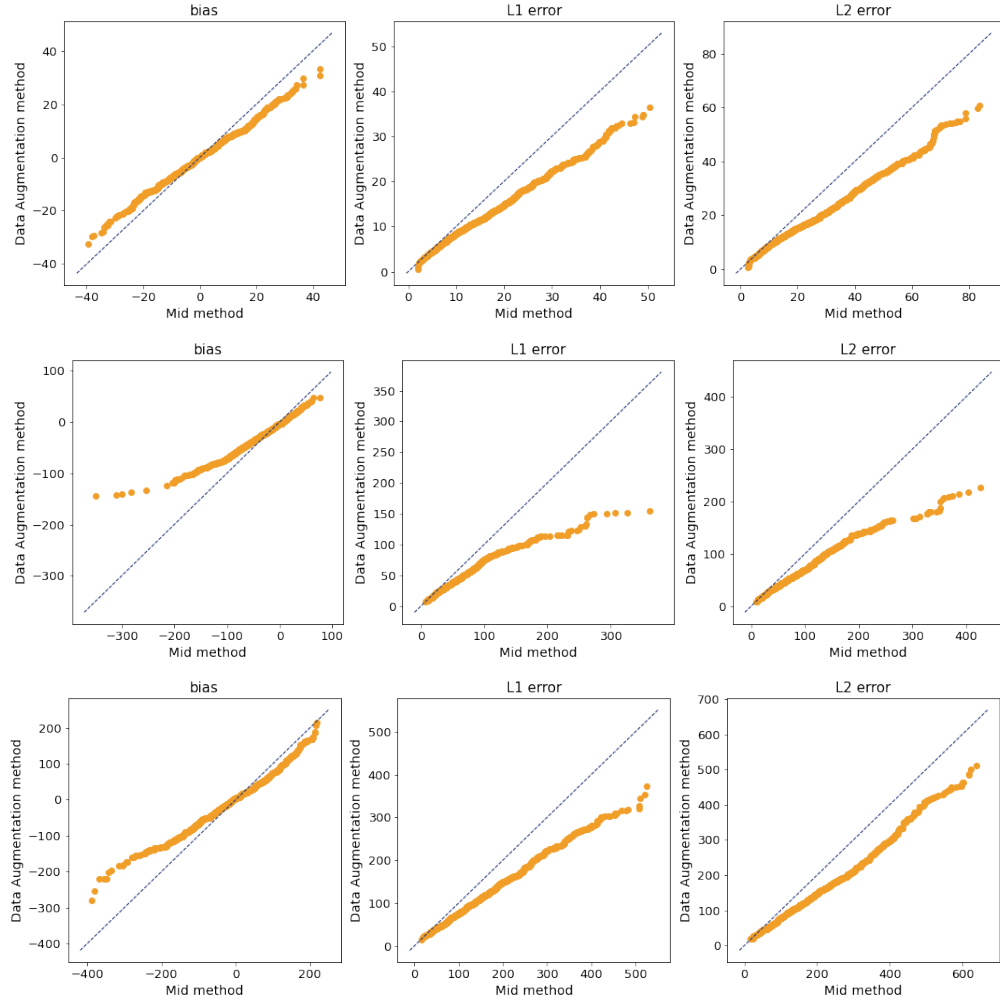 bias
Data Augmentation method
40
20
0
−20
−40
−40 −20 0 20 40
Mid method
L1 error
Data Augmentation method
50
40
30
20
10
0
0 10 20 30 40 50
Mid method
L2 error
Data Augmentation method
80
60
40
20
0
0 20 40 60 80
Mid method
bias
Data Augmentation method
100
0
−100
−200
−300
−300 −200 −100 0 100
Mid method
L1 error
Data Augmentation method
350
300
250
200
150
100
50
0
0 100 200 300
Mid method
L2 error
Data Augmentation method
400
300
200
100
0
0 100 200 300 400
Mid method
bias
Data Augmentation method
200
100
0
−100
−200
−300
−400
−400 −200 0 200
Mid method
L1 error
Data Augmentation method
500
400
300
200
100
0
0 100 200 300 400 500
Mid method
L2 error
Data Augmentation method
700
600
500
400
300
200
100
0
0 200 400 600
Mid method